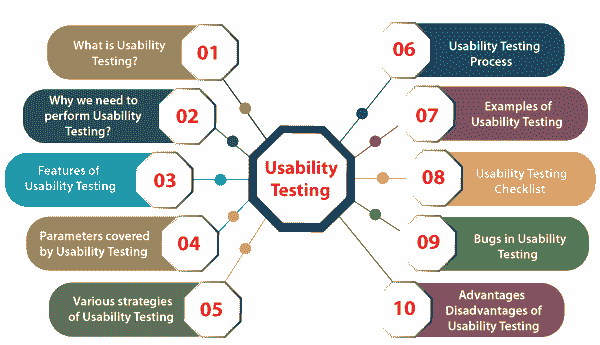 What is Usability
Testing?
01
Why we need to
perform Usability
Testing?
02
Features of
Usability Testing
03
Parameters covered
by Usability Testing
04
Various strategies
of Usability Testing
05
Usability
Testing
06
Usability Testing
Process
07
Examples of
Usability Testing
08
Usability Testing
Checklist
09
Bugs in Usability
Testing
10
Advantages
Disadvantages of
Usability Testing